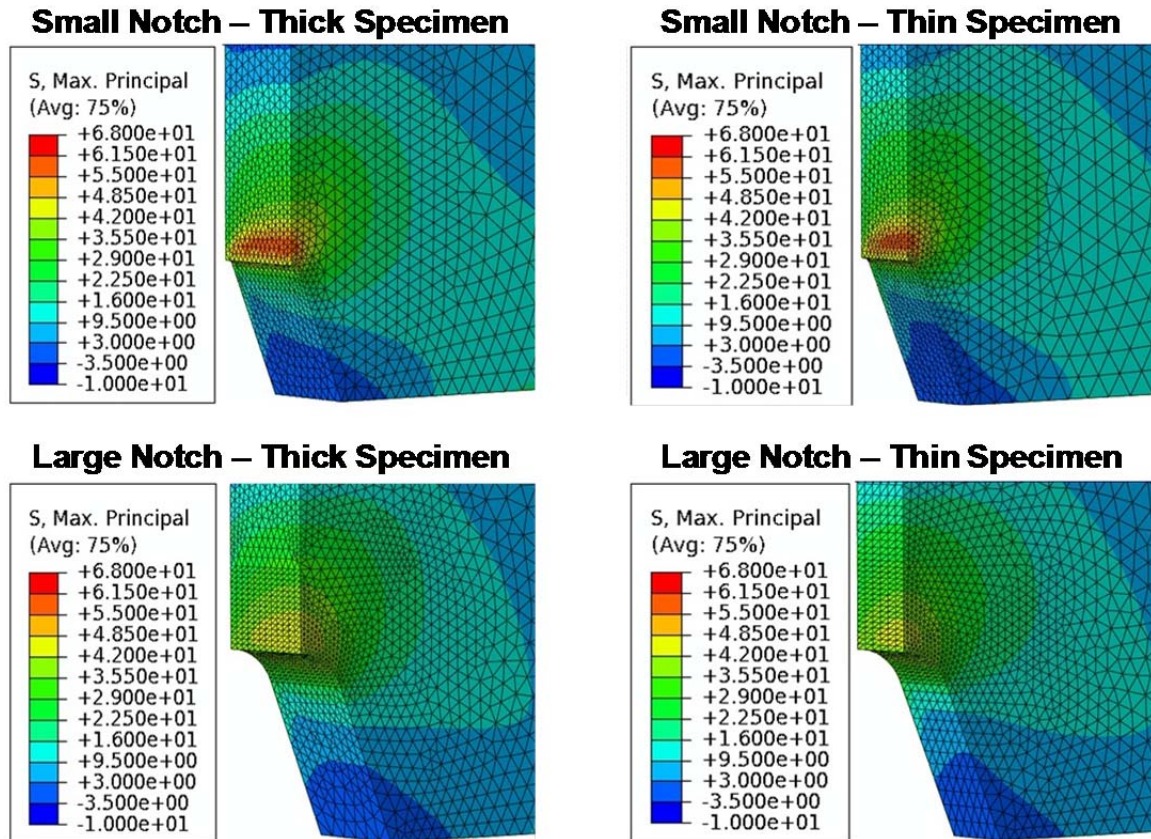 Small Notch – Thick Specimen
S, Max. Principal
(Avg: 75%)
+6.800e+01
+6.150e+01
+5.500e+01
+4.850e+01
+4.200e+01
+3.550e+01
+2.900e+01
+2.250e+01
+1.600e+01
+9.500e+00
+3.000e+00
-3.500e+00
-1.000e+01
Small Notch – Thin Specimen
S, Max. Principal
(Avg: 75%)
+6.800e+01
+6.150e+01
+5.500e+01
+4.850e+01
+4.200e+01
+3.550e+01
+2.900e+01
+2.250e+01
+1.600e+01
+9.500e+00
+3.000e+00
-3.500e+00
-1.000e+01
Large Notch – Thick Specimen
S, Max. Principal
(Avg: 75%)
+6.800e+01
+6.150e+01
+5.500e+01
+4.850e+01
+4.200e+01
+3.550e+01
+2.900e+01
+2.250e+01
+1.600e+01
+9.500e+00
+3.000e+00
-3.500e+00
-1.000e+01
Large Notch – Thin Specimen
S, Max. Principal
(Avg: 75%)
+6.800e+01
+6.150e+01
+5.500e+01
+4.850e+01
+4.200e+01
+3.550e+01
+2.900e+01
+2.250e+01
+1.600e+01
+9.500e+00
+3.000e+00
-3.500e+00
-1.000e+01